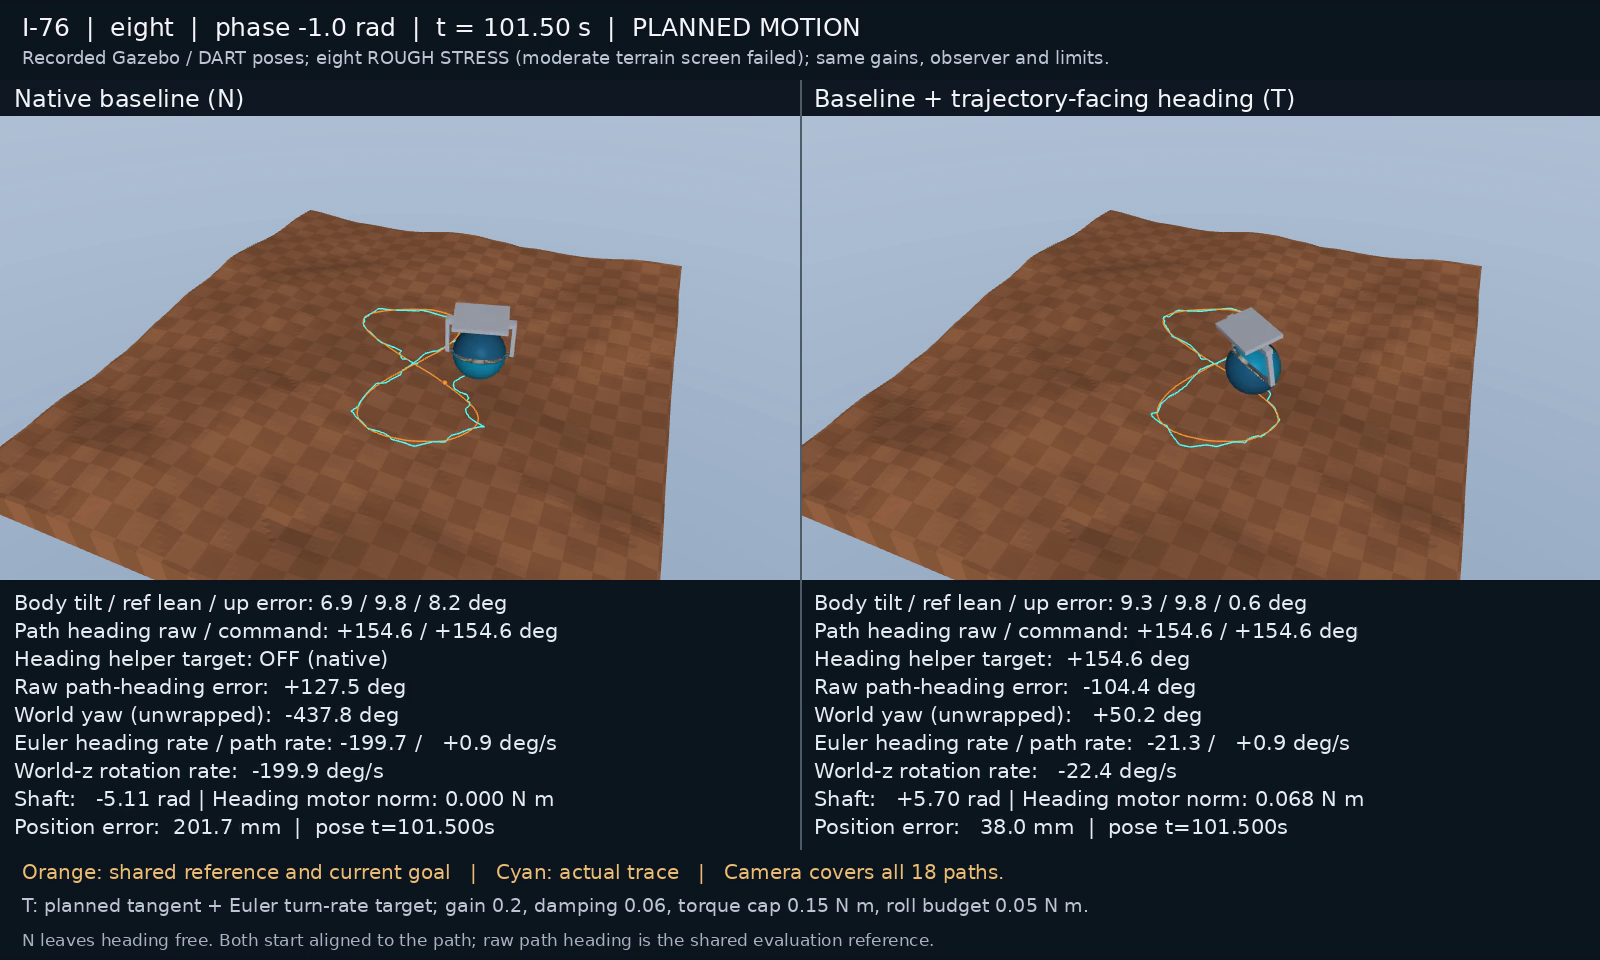 I-76 | eight | phase -1.0 rad | t = 101.50 s | PLANNED MOTION
Recorded Gazebo / DART poses; eight ROUGH STRESS (moderate terrain screen failed); same gains, observer and limits.
Native baseline (N)
Body tilt / ref lean / up error: 6.9 / 9.8 / 8.2 deg
Path heading raw / command: +154.6 / +154.6 deg
Heading helper target: OFF (native)
Raw path-heading error: +127.5 deg
World yaw (unwrapped): -437.8 deg
Euler heading rate / path rate: -199.7 / +0.9 deg/s
World-z rotation rate: -199.9 deg/s
Shaft: -5.11 rad | Heading motor norm: 0.000 N m
Position error: 201.7 mm | pose t=101.500s
Baseline + trajectory-facing heading (T)
Body tilt / ref lean / up error: 9.3 / 9.8 / 0.6 deg
Path heading raw / command: +154.6 / +154.6 deg
Heading helper target: +154.6 deg
Raw path-heading error: -104.4 deg
World yaw (unwrapped): +50.2 deg
Euler heading rate / path rate: -21.3 / +0.9 deg/s
World-z rotation rate: -22.4 deg/s
Shaft: +5.70 rad | Heading motor norm: 0.068 N m
Position error: 38.0 mm | pose t=101.500s
Orange: shared reference and current goal | Cyan: actual trace | Camera covers all 18 paths.
T: planned tangent + Euler turn-rate target; gain 0.2, damping 0.06, torque cap 0.15 N m, roll budget 0.05 N m.
N leaves heading free. Both start aligned to the path; raw path heading is the shared evaluation reference.